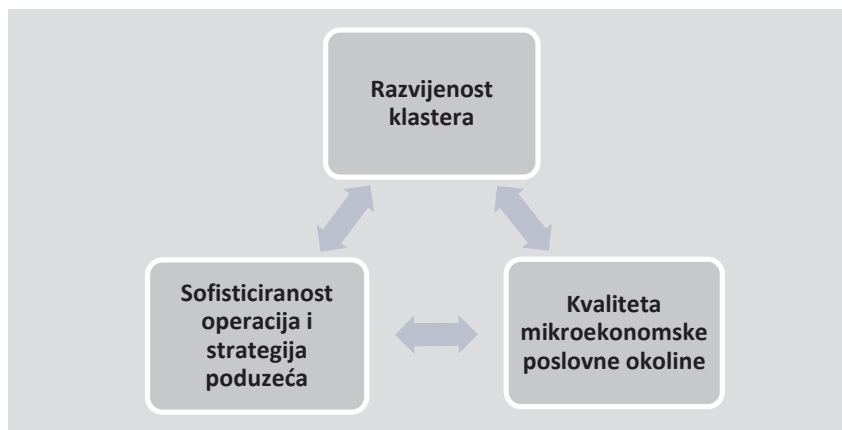 Razvijenost
klastera
Sofisticiranost
operacija i
strategija
poduzeća
Kvaliteta
mikroekonomske
poslovne okoline